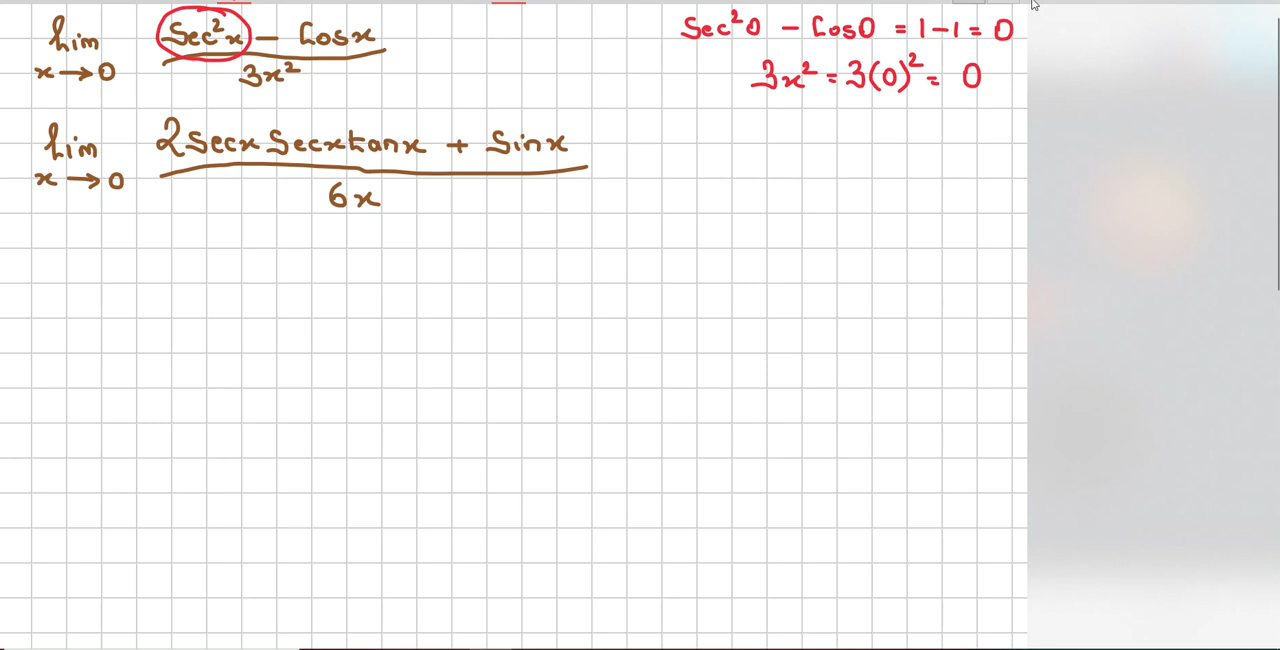 lim x→0 (Sec²x − Cosx) / 3x²
Sec²0 − Cos0 = 1−1 = 0
3x² = 3(0)² = 0
lim x→0 (2Secx Secxtanx + Sinx) / 6x